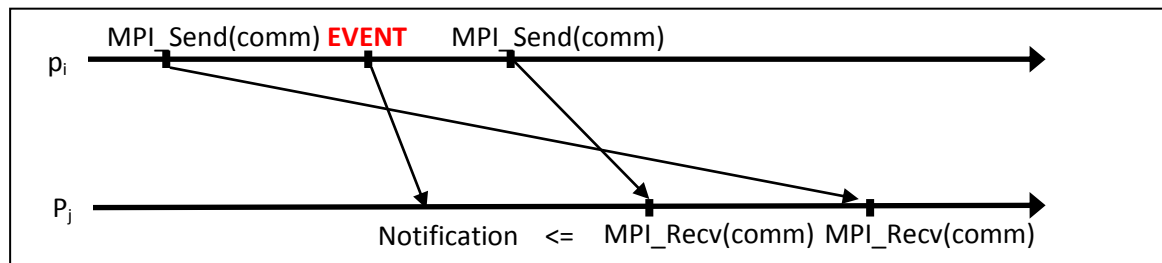 MPI_Send(comm) EVENT MPI_Send(comm)
pi
Pj
Notification <= MPI_Recv(comm) MPI_Recv(comm)